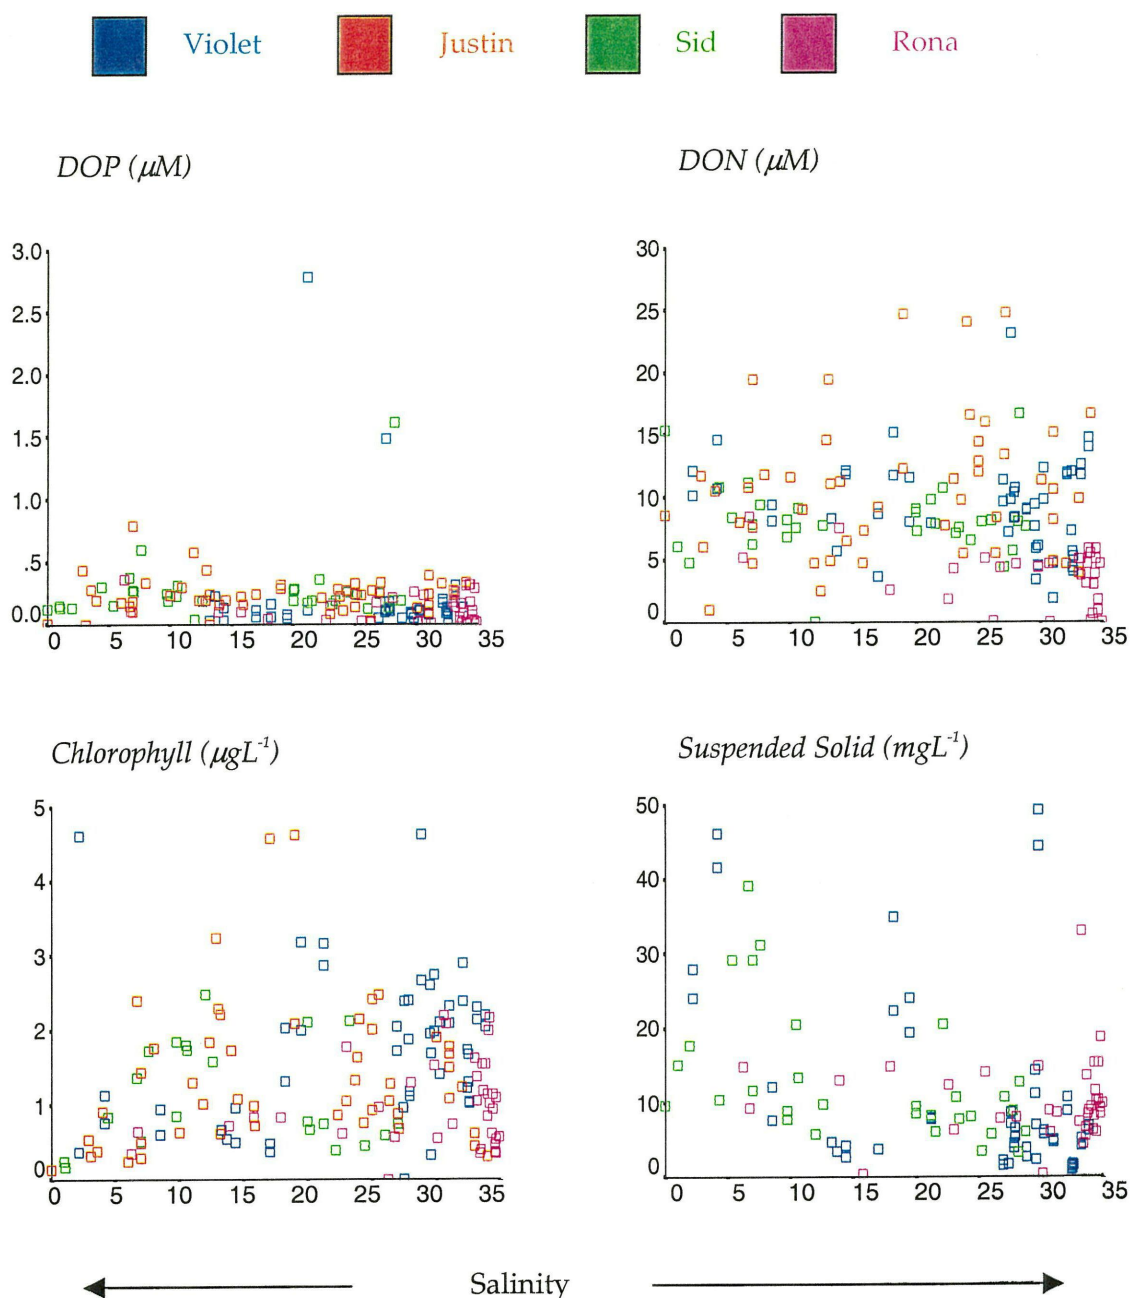 Violet Justin Sid Rona
DOP (μM)
DON (μM)
3.0
2.5
2.0
1.5
1.0
.5
0.0
0 5 10 15 20 25 30 35
30
25
20
15
10
5
0
0 5 10 15 20 25 30 35
Chlorophyll (μgL⁻¹)
Suspended Solid (mgL⁻¹)
5
4
3
2
1
0
0 5 10 15 20 25 30 35
50
40
30
20
10
0
0 5 10 15 20 25 30 35
Salinity